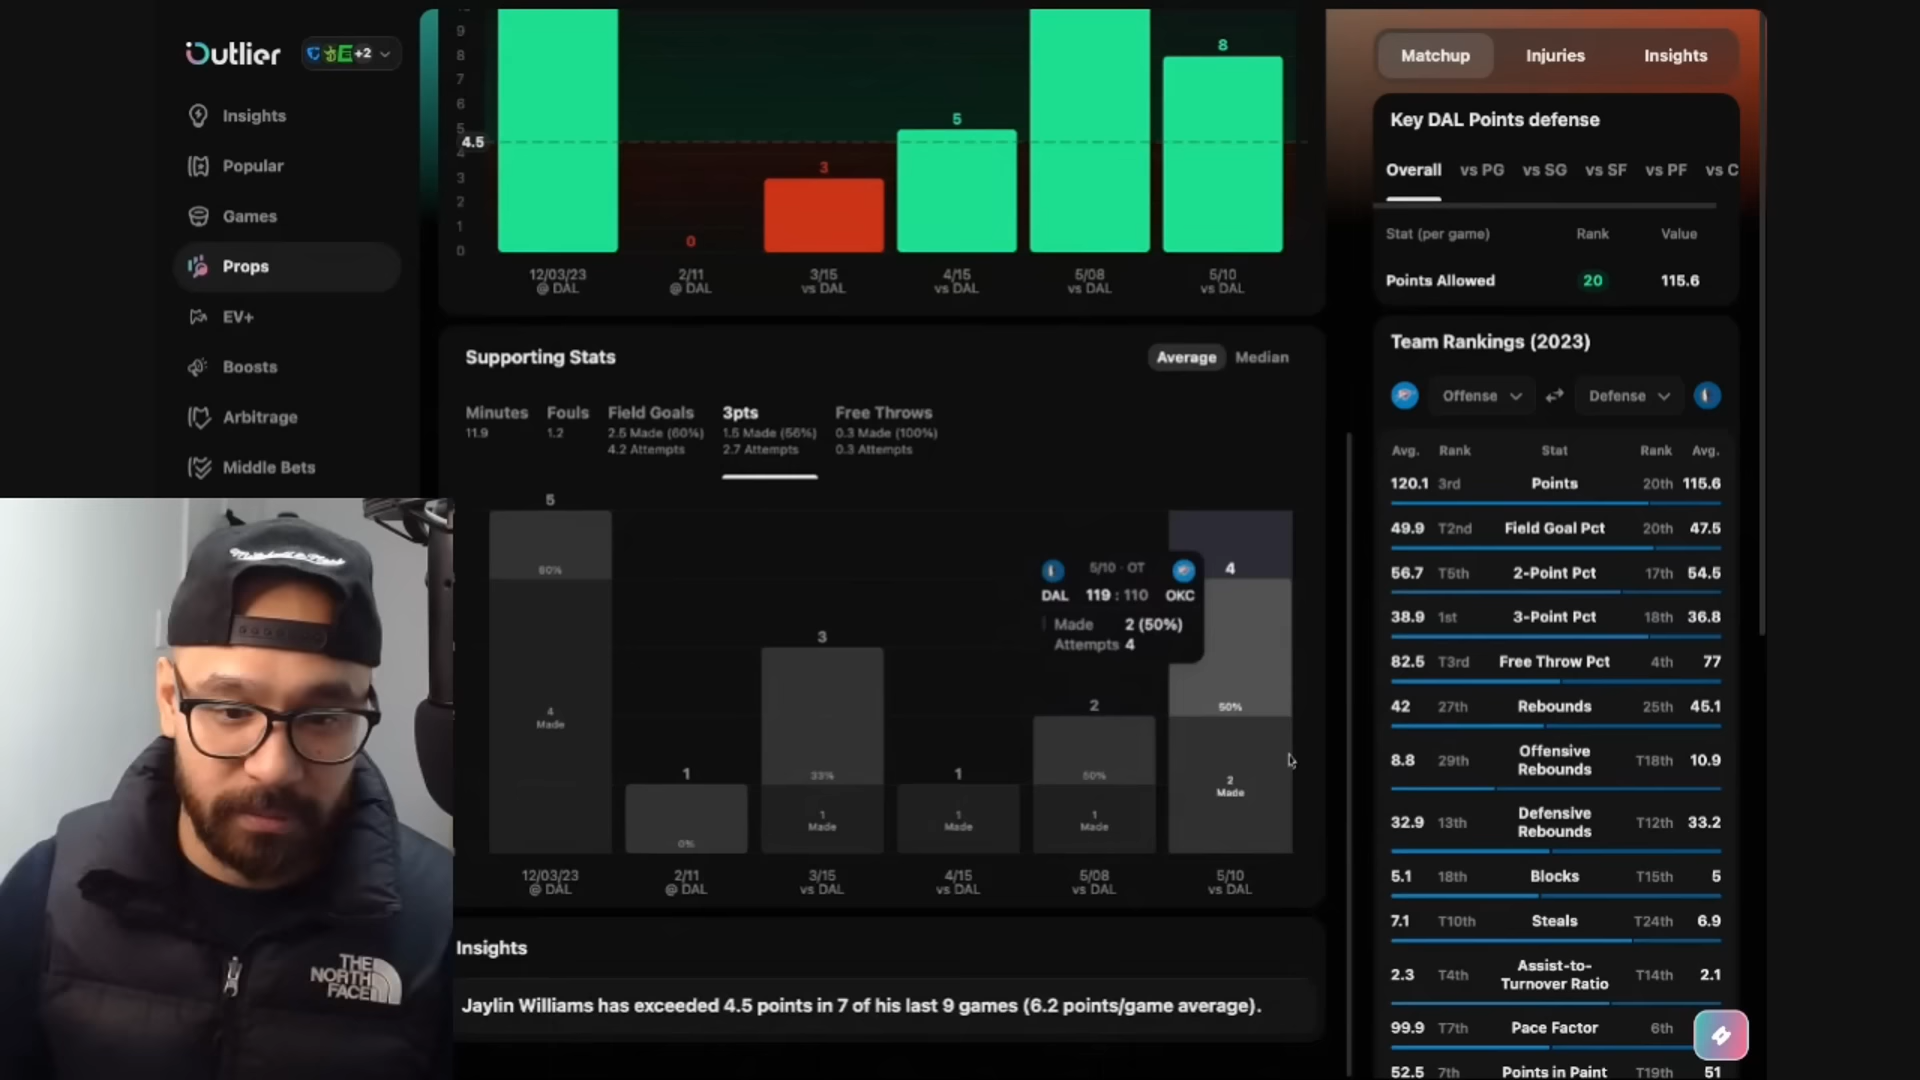 Outlier
+2
Insights
Popular
Games
Props
EV+
Boosts
Arbitrage
Middle Bets
9
8
7
6
5
4.5
4
3
2
1
0
0
3
5
8
12/03/23
@ DAL
2/11
@ DAL
3/15
vs DAL
4/15
vs DAL
5/08
vs DAL
5/10
vs DAL
Supporting Stats
Average Median
Minutes
11.9
Fouls
1.2
Field Goals
2.5 Made (60%)
4.2 Attempts
3pts
1.5 Made (56%)
2.7 Attempts
Free Throws
0.3 Made (100%)
0.3 Attempts
5
60%
4
Made
1
0%
3
33%
1
Made
1
1
Made
2
50%
1
Made
4
50%
2
Made
5/10 · OT
DAL 119 : 110 OKC
Made 2 (50%)
Attempts 4
12/03/23
@ DAL
2/11
@ DAL
3/15
vs DAL
4/15
vs DAL
5/08
vs DAL
5/10
vs DAL
Insights
Jaylin Williams has exceeded 4.5 points in 7 of his last 9 games (6.2 points/game average).
Matchup Injuries Insights
Key DAL Points defense
Overall vs PG vs SG vs SF vs PF vs C
Stat (per game) Rank Value
Points Allowed 20 115.6
Team Rankings (2023)
Offense Defense
Avg. Rank Stat Rank Avg.
120.1 3rd Points 20th 115.6
49.9 T2nd Field Goal Pct 20th 47.5
56.7 T5th 2-Point Pct 17th 54.5
38.9 1st 3-Point Pct 18th 36.8
82.5 T3rd Free Throw Pct 4th 77
42 27th Rebounds 25th 45.1
8.8 29th Offensive Rebounds T18th 10.9
32.9 13th Defensive Rebounds T12th 33.2
5.1 18th Blocks T15th 5
7.1 T10th Steals T24th 6.9
2.3 T4th Assist-to-Turnover Ratio T14th 2.1
99.9 T7th Pace Factor 6th
52.5 7th Points in Paint T19th 51
Mitchell & Ness
THE
NORTH
FACE